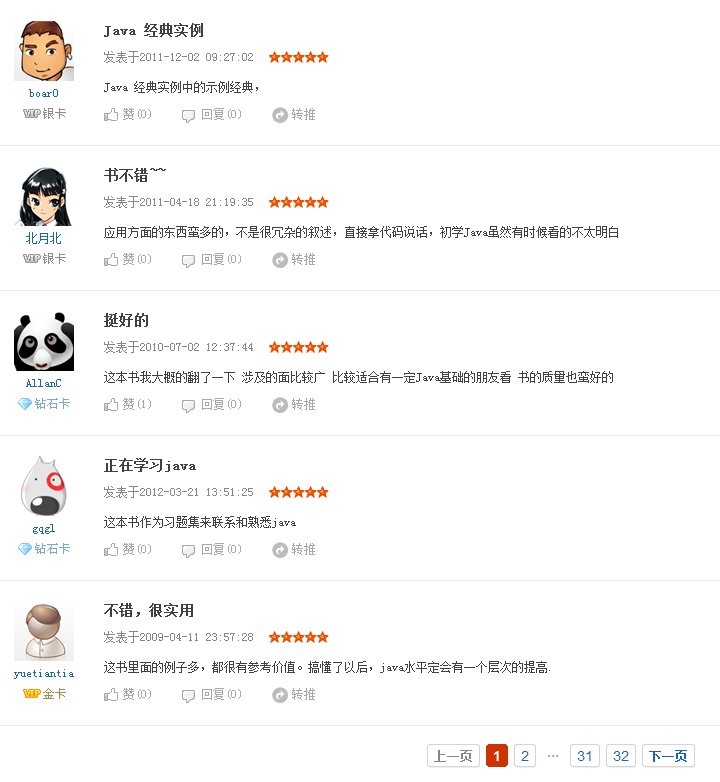 Java 经典实例
发表于2011-12-02 09:27:02
Java 经典实例中的示例经典，
boar0
VIP银卡
赞(0) 回复(0) 转推
书不错~~
发表于2011-04-18 21:19:35
应用方面的东西蛮多的，不是很冗杂的叙述，直接拿代码说话，初学Java虽然有时候看的不太明白
北月北
VIP银卡
赞(0) 回复(0) 转推
挺好的
发表于2010-07-02 12:37:44
这本书我大概的翻了一下 涉及的面比较广 比较适合有一定Java基础的朋友看 书的质量也蛮好的
AllanC
钻石卡
赞(1) 回复(0) 转推
正在学习java
发表于2012-03-21 13:51:25
这本书作为习题集来联系和熟悉java
gqgl
钻石卡
赞(0) 回复(0) 转推
不错，很实用
发表于2009-04-11 23:57:28
这书里面的例子多，都很有参考价值。搞懂了以后，java水平定会有一个层次的提高.
yuetiantia
VIP金卡
赞(0) 回复(0) 转推
上一页 1 2 ... 31 32 下一页